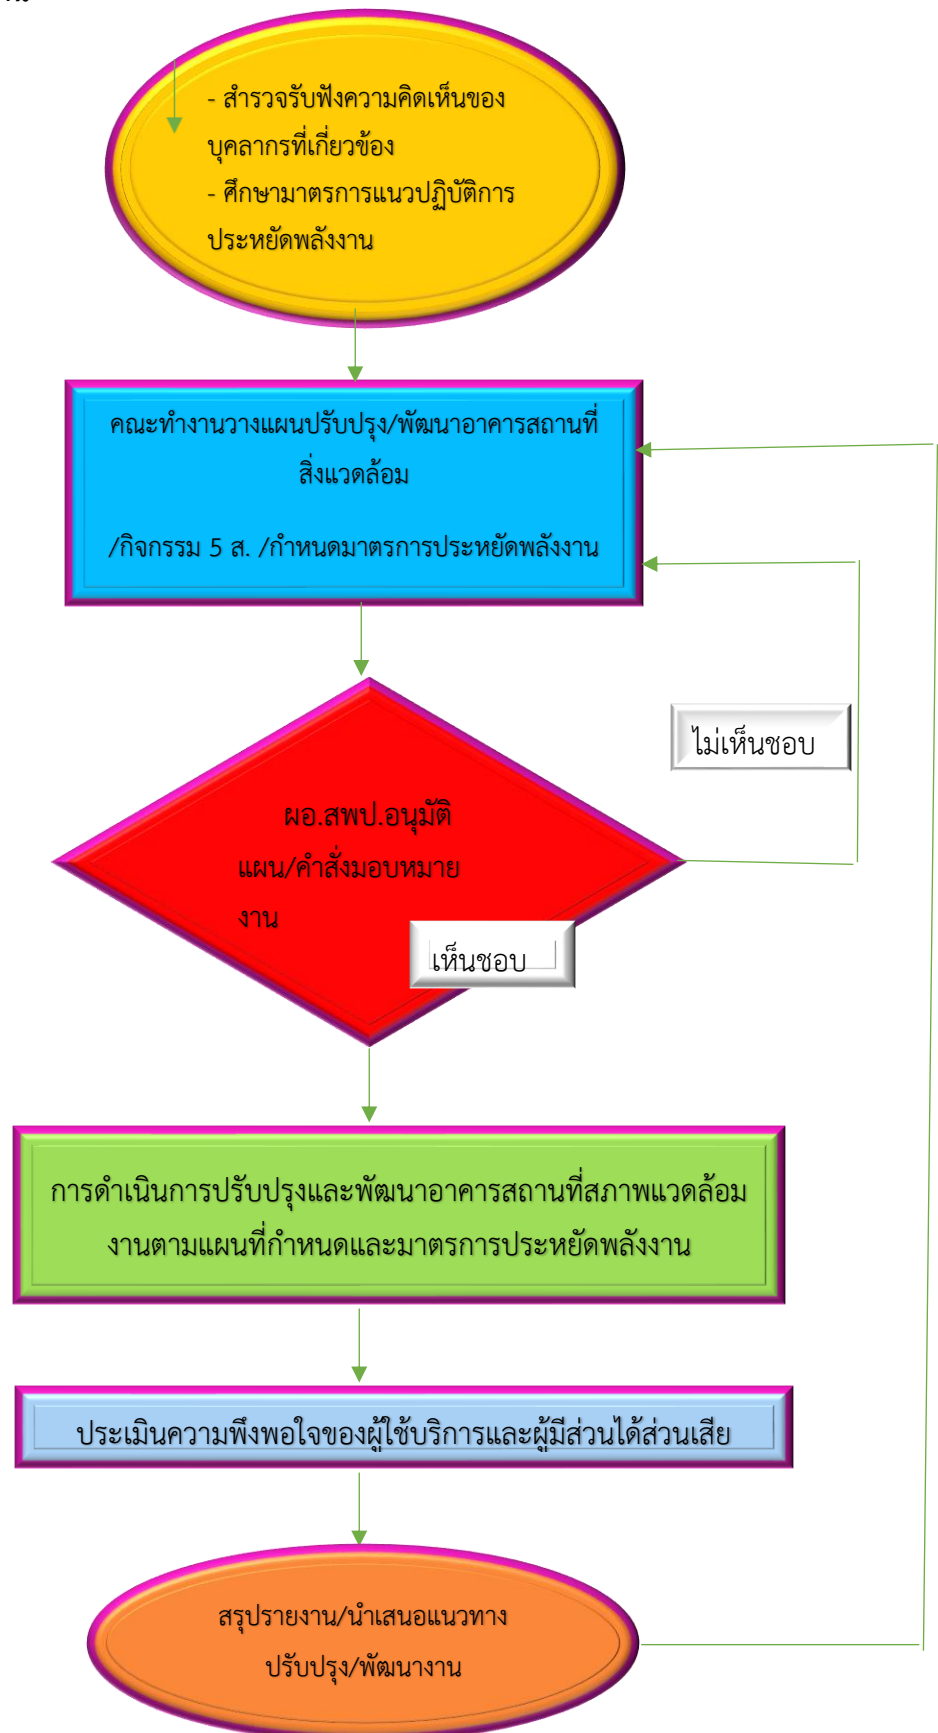 - สำรวจรับฟังความคิดเห็นของ
บุคลากรที่เกี่ยวข้อง
- ศึกษามาตรการแนวปฏิบัติการ
ประหยัดพลังงาน
คณะทำงานวางแผนปรับปรุง/พัฒนาอาคารสถานที่
สิ่งแวดล้อม
/กิจกรรม 5 ส. /กำหนดมาตรการประหยัดพลังงาน
ไม่เห็นชอบ
ผอ.สพป.อนุมัติ
แผน/คำสั่งมอบหมาย
งาน
เห็นชอบ
การดำเนินการปรับปรุงและพัฒนาอาคารสถานที่สภาพแวดล้อม
งานตามแผนที่กำหนดและมาตรการประหยัดพลังงาน
ประเมินความพึงพอใจของผู้ใช้บริการและผู้มีส่วนได้ส่วนเสีย
สรุปรายงาน/นำเสนอแนวทาง
ปรับปรุง/พัฒนางาน